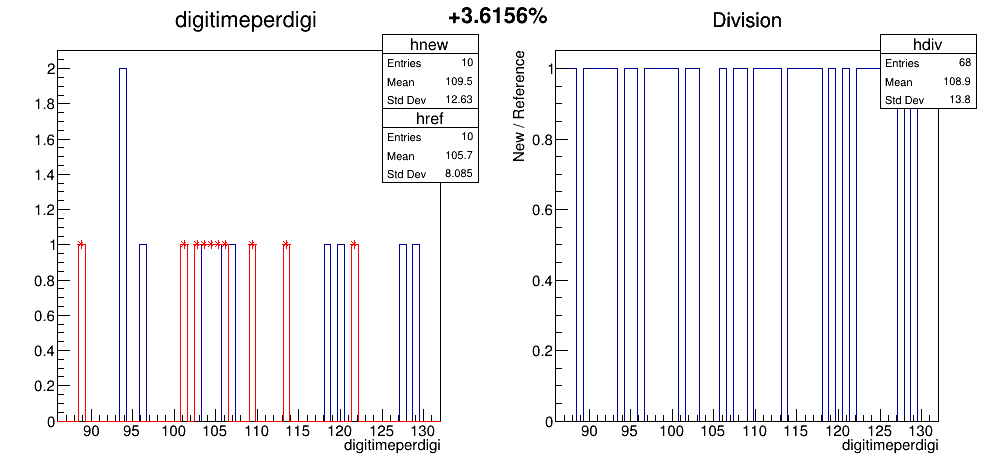 digitimeperdigi
+3.6156%
Division
hnew
Entries 10
Mean 109.5
Std Dev 12.63
href
Entries 10
Mean 105.7
Std Dev 8.085
2
1.8
1.6
1.4
1.2
1
0.8
0.6
0.4
0.2
0
90 95 100 105 110 115 120 125 130
digitimeperdigi
hdiv
Entries 68
Mean 108.9
Std Dev 13.8
New / Reference
1
0.8
0.6
0.4
0.2
0
90 95 100 105 110 115 120 125 130
digitimeperdigi